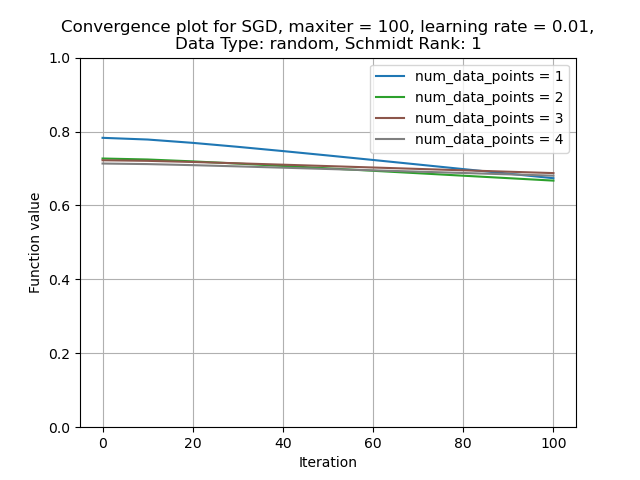 Convergence plot for SGD, maxiter = 100, learning rate = 0.01,
Data Type: random, Schmidt Rank: 1
num_data_points = 1
num_data_points = 2
num_data_points = 3
num_data_points = 4
Function value
1.0
0.8
0.6
0.4
0.2
0.0
0 20 40 60 80 100
Iteration